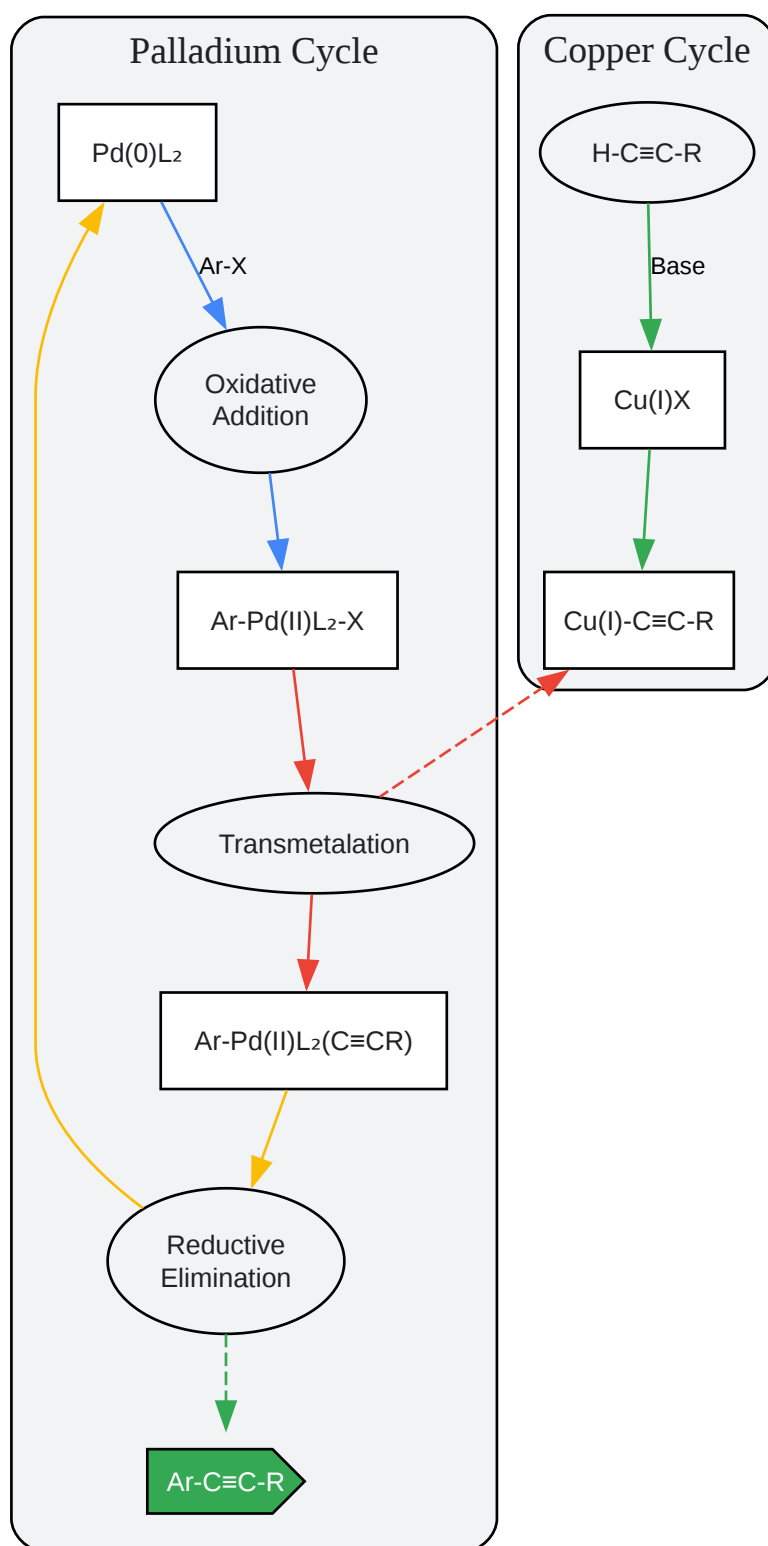 Palladium Cycle
Pd(0)L₂
Ar-X
Oxidative
Addition
Ar-Pd(II)L₂-X
Transmetalation
Ar-Pd(II)L₂(C≡CR)
Reductive
Elimination
Ar-C≡C-R
Copper Cycle
H-C≡C-R
Base
Cu(I)X
Cu(I)-C≡C-R